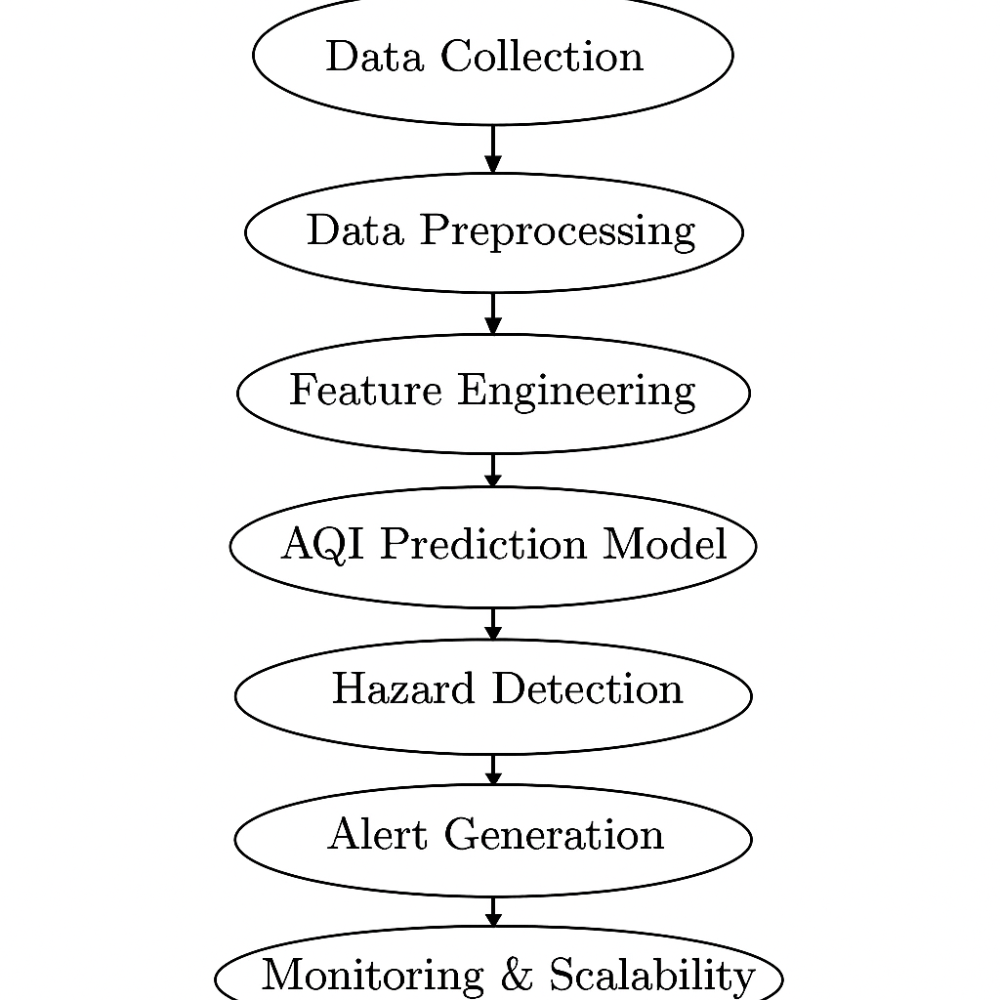 Data Collection
Data Preprocessing
Feature Engineering
AQI Prediction Model
Hazard Detection
Alert Generation
Monitoring & Scalability